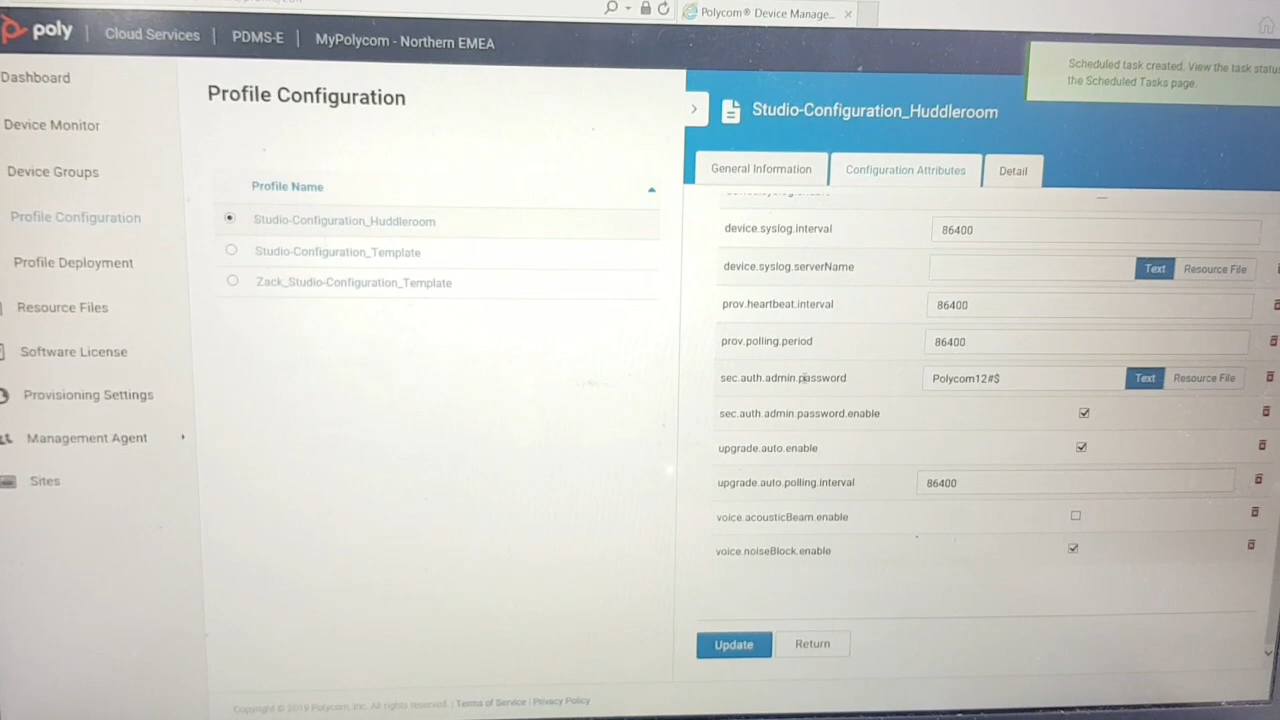 Polycom® Device Manage...
poly | Cloud Services | PDMS-E | MyPolycom - Northern EMEA
Scheduled task created. View the task status
the Scheduled Tasks page.
Dashboard
Device Monitor
Device Groups
Profile Configuration
Profile Deployment
Resource Files
Software License
Provisioning Settings
Management Agent
Sites
Profile Configuration
Profile Name
Studio-Configuration_Huddleroom
Studio-Configuration_Template
Zack_Studio-Configuration_Template
Studio-Configuration_Huddleroom
General Information
Configuration Attributes
Detail
device.syslog.interval 86400
device.syslog.serverName Text Resource File
prov.heartbeat.interval 86400
prov.polling.period 86400
sec.auth.admin.password Polycom12#$ Text Resource File
sec.auth.admin.password.enable
upgrade.auto.enable
upgrade.auto.polling.interval 86400
voice.acousticBeam.enable
voice.noiseBlock.enable
Update Return
Copyright © 2019 Polycom, Inc. All rights reserved. | Terms of Service | Privacy Policy